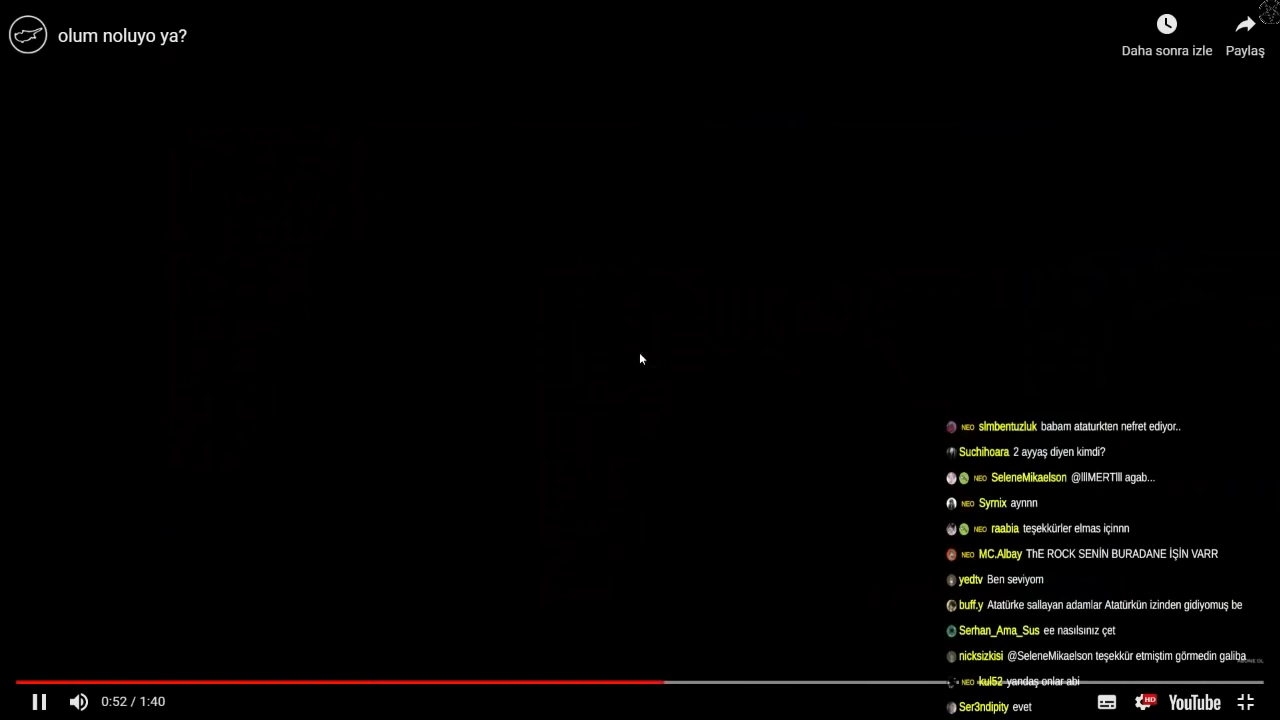 olum noluyo ya?
Daha sonra izle
Paylaş
NEO slmbentuzluk babam ataturkten nefret ediyor..
Suchihoara 2 ayyaş diyen kimdi?
NEO SeleneMikaelson @lllMERTlll agab...
NEO Syrnix aynnn
NEO raabia teşekkürler elmas içinnn
NEO MC.Albay ThE ROCK SENİN BURADANE İŞİN VARR
yedtv Ben seviyom
buff.y Atatürke sallayan adamlar Atatürkün izinden gidiyomuş be
Serhan_Ama_Sus ee nasılsınız çet
nicksizkisi @SeleneMikaelson teşekkür etmiştim görmedin galiba
ABONE OL
NEO kul52 yandaş onlar abi
0:52 / 1:40
HD
YouTube
Ser3ndipity evet